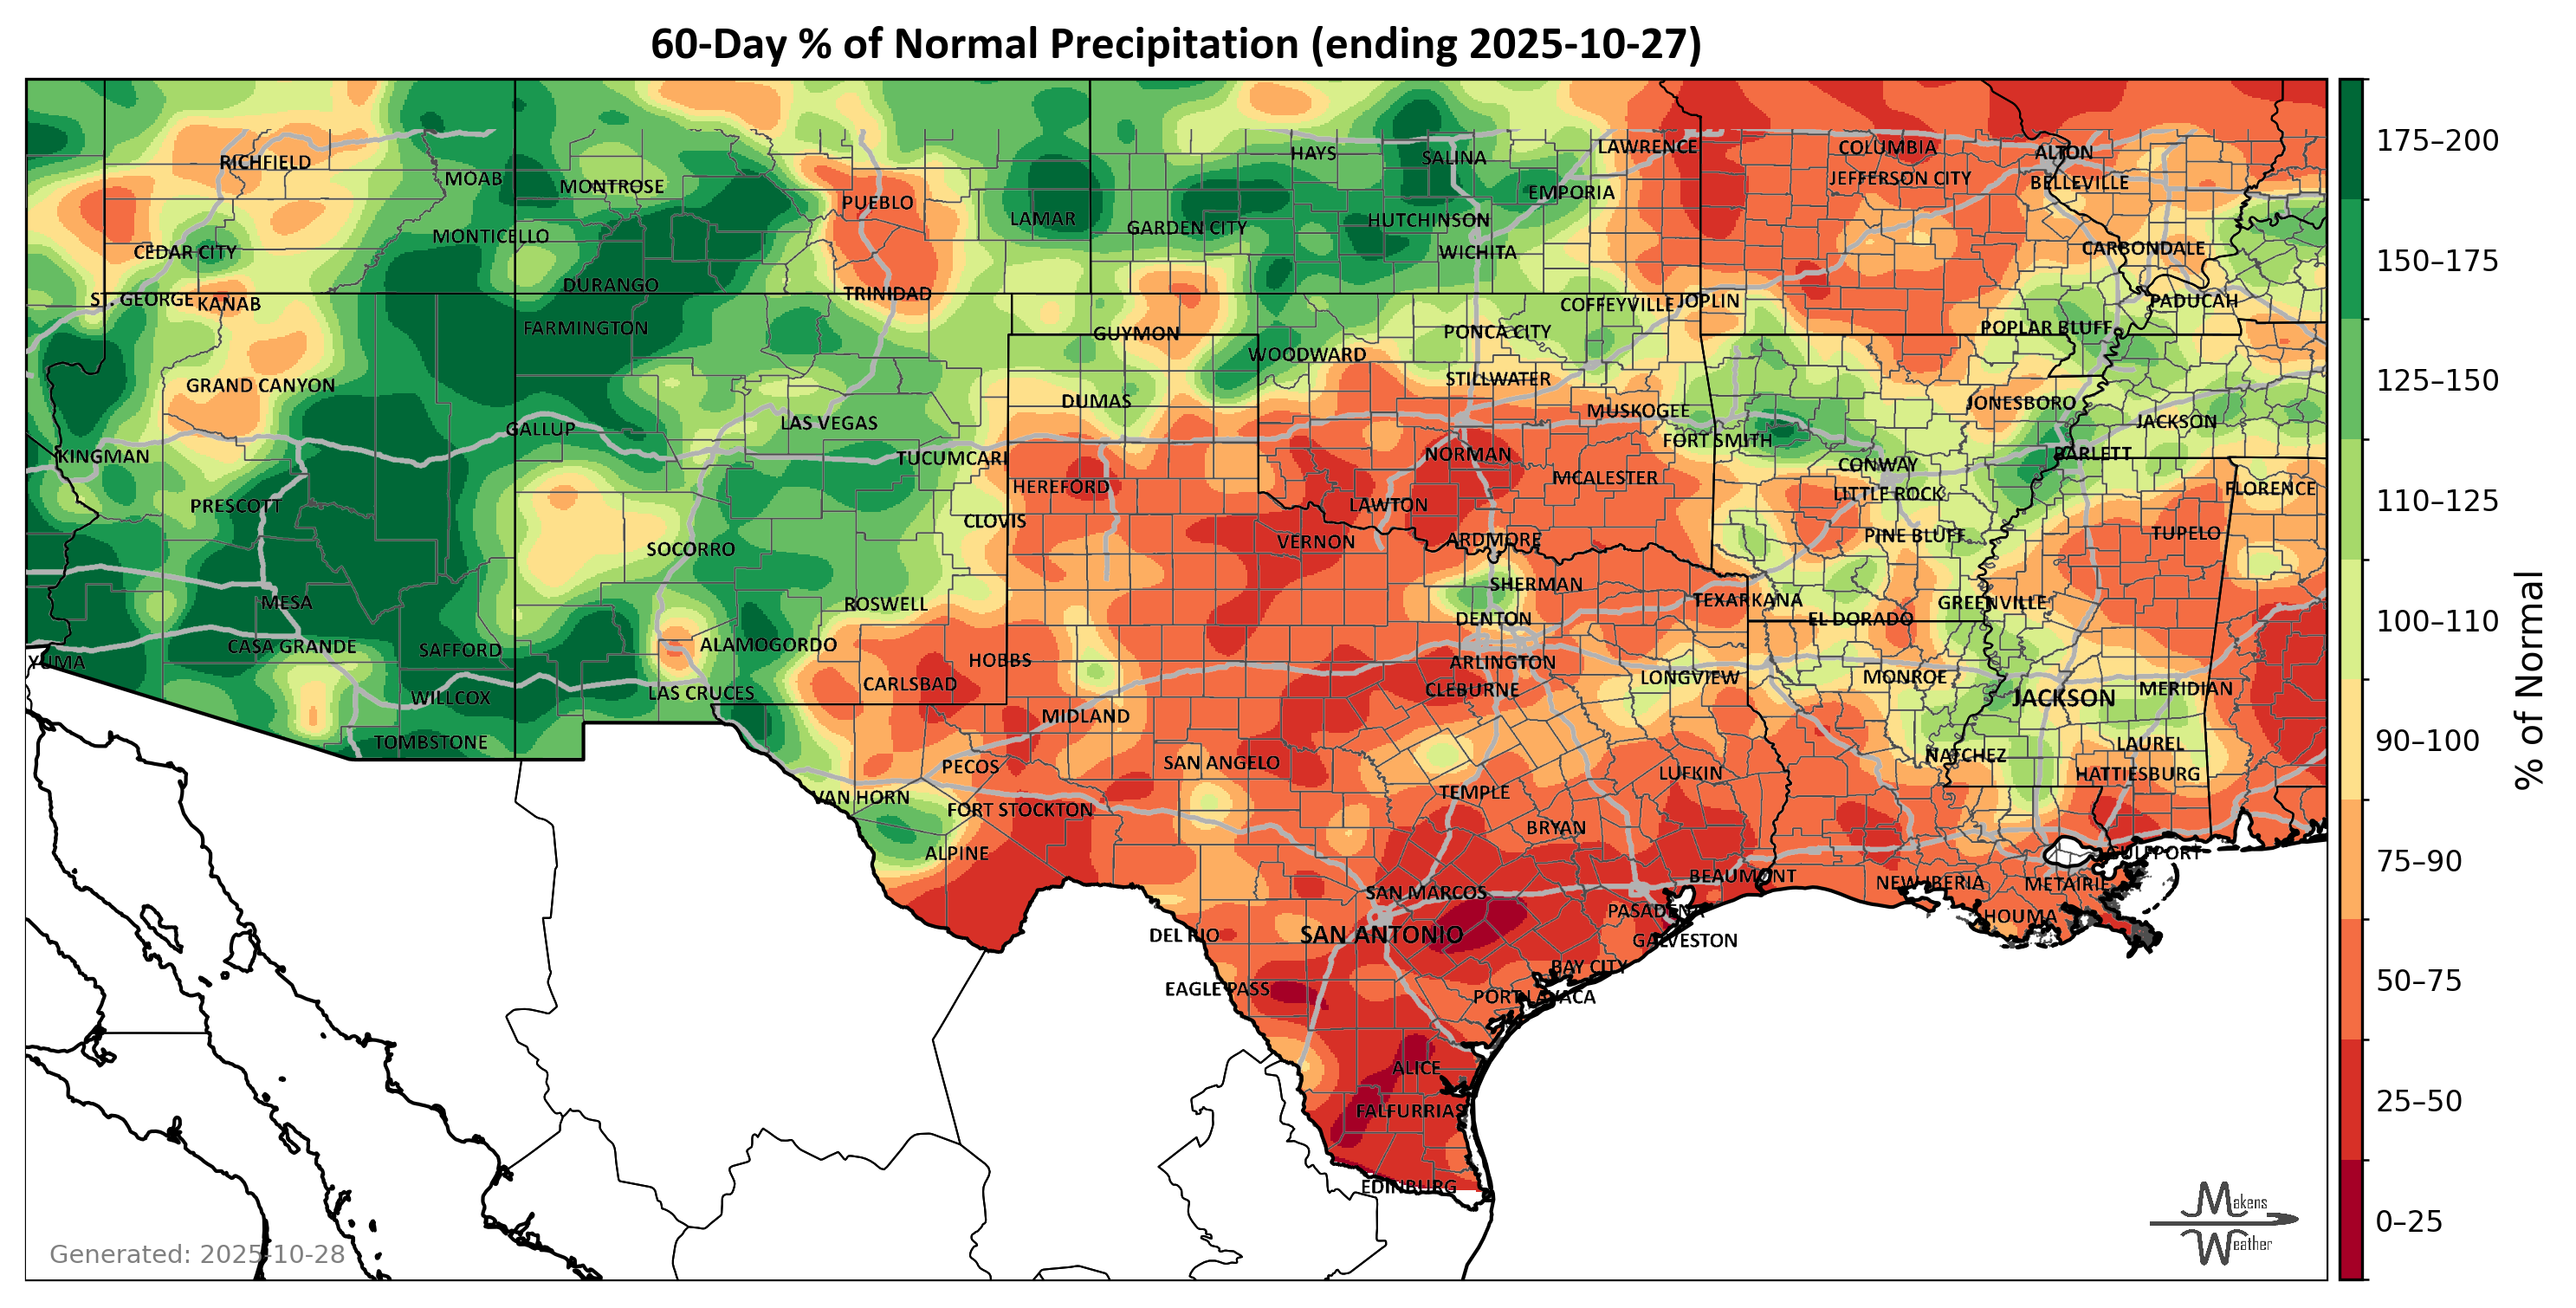 60-Day % of Normal Precipitation (ending 2025-10-27)
RICHFIELD
MOAB
MONTROSE
PUEBLO
LAMAR
HAYS
SALINA
LAWRENCE
COLUMBIA
ALTON
JEFFERSON CITY
BELLEVILLE
EMPORIA
GARDEN CITY
HUTCHINSON
WICHITA
CEDAR CITY
MONTICELLO
DURANGO
CARBONDALE
ST. GEORGE
KANAB
TRINIDAD
COFFEYVILLE
JOPLIN
PADUCAH
FARMINGTON
GUYMON
PONCA CITY
POPLAR BLUFF
WOODWARD
STILLWATER
GRAND CANYON
DUMAS
MUSKOGEE
JONESBORO
JACKSON
GALLUP
LAS VEGAS
FORT SMITH
KINGMAN
TUCUMCARI
NORMAN
BARLETT
CONWAY
HEREFORD
MCALESTER
LITTLE ROCK
FLORENCE
PRESCOTT
LAWTON
CLOVIS
PINE BLUFF
TUPELO
SOCORRO
VERNON
ARDMORE
SHERMAN
MESA
ROSWELL
TEXARKANA
GREENVILLE
DENTON
EL DORADO
CASA GRANDE
SAFFORD
ALAMOGORDO
HOBBS
ARLINGTON
YUMA
LONGVIEW
MONROE
CARLSBAD
CLEBURNE
MERIDIAN
WILLCOX
LAS CRUCES
JACKSON
MIDLAND
TOMBSTONE
LAUREL
NATCHEZ
PECOS
SAN ANGELO
LUFKIN
HATTIESBURG
VAN HORN
FORT STOCKTON
TEMPLE
BRYAN
ALPINE
GULFPORT
BEAUMONT
NEW IBERIA
METAIRIE
SAN MARCOS
PASADENA
HOUMA
DEL RIO
SAN ANTONIO
GALVESTON
BAY CITY
EAGLE PASS
PORT LAVACA
ALICE
FALFURRIAS
EDINBURG
175–200
150–175
125–150
110–125
100–110
90–100
75–90
50–75
25–50
0–25
% of Normal
Generated: 2025-10-28
Makens
Weather